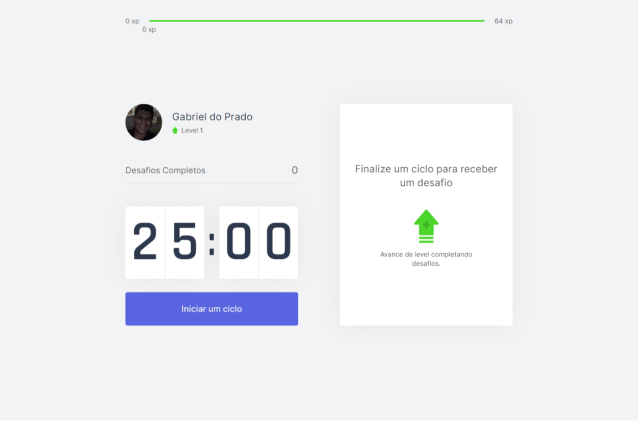 0 xp
64 xp
0 xp
Gabriel do Prado
Level 1
Desafios Completos
0
25:00
Iniciar um ciclo
Finalize um ciclo para receber
um desafio
Avance de level completando
desafios.